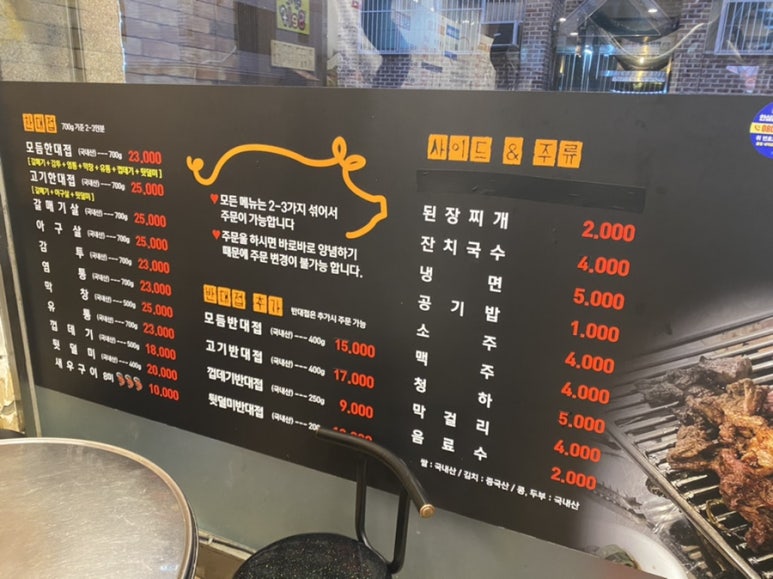 한대접 700g 기준 2~3인분
모듬한대접 (국내산) --- 700g 23,000
[ 갈매기 + 감투 + 염통 + 막창 + 유통 + 껍데기 + 뒷덜미 ]
고기한대접 (국내산) --- 700g 25,000
[ 갈매기 + 아구살 + 뒷덜미 ]
갈매기살 (국내산) --- 700g 25,000
아구살 (국내산) --- 700g 25,000
감투 (국내산) --- 700g 23,000
염통 (국내산) --- 700g 23,000
막창 (국내산) --- 500g 25,000
유통 (국내산) --- 700g 23,000
껍데기 (국내산) --- 500g 18,000
뒷덜미 (국내산) --- 400g 20,000
새우구이 8미 10,000
♥모든 메뉴는 2~3가지 섞어서
주문이 가능합니다
♥주문을 하시면 바로바로 양념하기
때문에 주문 변경이 불가능 합니다.
반대접 추가 반대접은 추가시 주문 가능
모듬반대접 (국내산) --- 400g 15,000
고기반대접 (국내산) --- 400g 17,000
껍데기반대접 (국내산) --- 250g 9,000
뒷덜미반대접 (국내산) --- 200g
사이드 & 주류
된장찌개 2.000
잔치국수 4.000
냉면 5.000
공기밥 1.000
소주 4.000
맥주 4.000
청하 5.000
막걸리 4.000
음료수 2.000
쌀 : 국내산 / 김치 : 중국산 / 콩, 두부 : 국내산